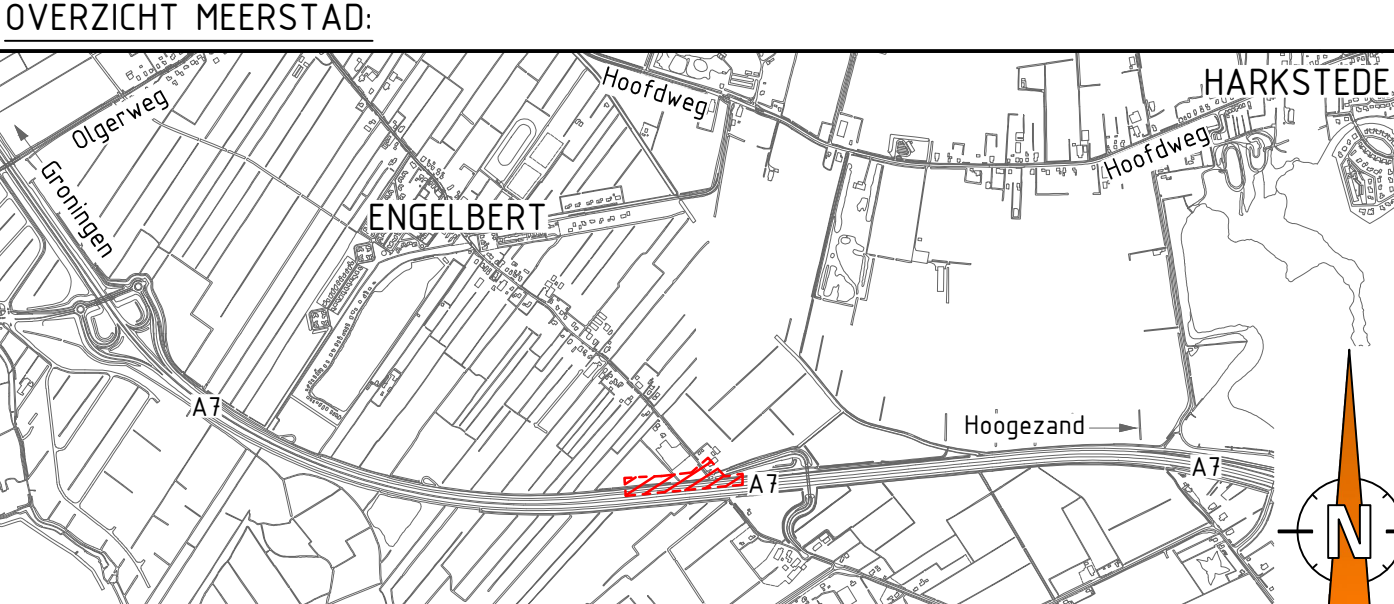 OVERZICHT MEERSTAD:
Hoofdweg
HARKSTEDE
Olgerweg
Hoofdweg
Groningen
ENGELBERT
A7
Hoogezand
A7
A7
N